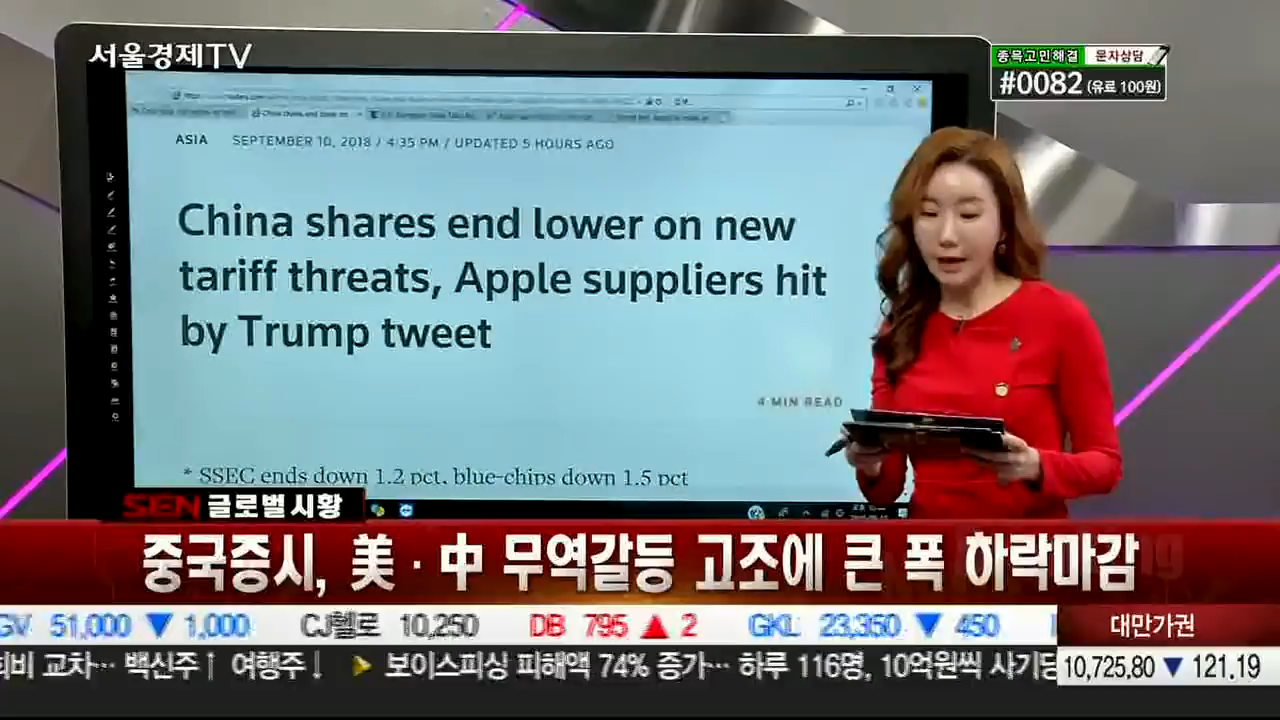 서울경제TV
종목고민해결 문자상담
#0082 (유료 100원)
ASIA SEPTEMBER 10, 2018 / 4:35 PM / UPDATED 5 HOURS AGO
China shares end lower on new
tariff threats, Apple suppliers hit
by Trump tweet
4 MIN READ
* SSEC ends down 1.2 pct, blue-chips down 1.5 pct
SEN 글로벌시황
중국증시, 美·中 무역갈등 고조에 큰 폭 하락마감
GV 51,000 ▼ 1,000 CJ헬로 10,250 DB 795 ▲ 2 GKL 23,350 ▼ 450
대만가권
교차… 백신주↑ 여행주↓ 보이스피싱 피해액 74% 증가… 하루 116명, 10억원씩 사기당
10,725.80 ▼ 121.19